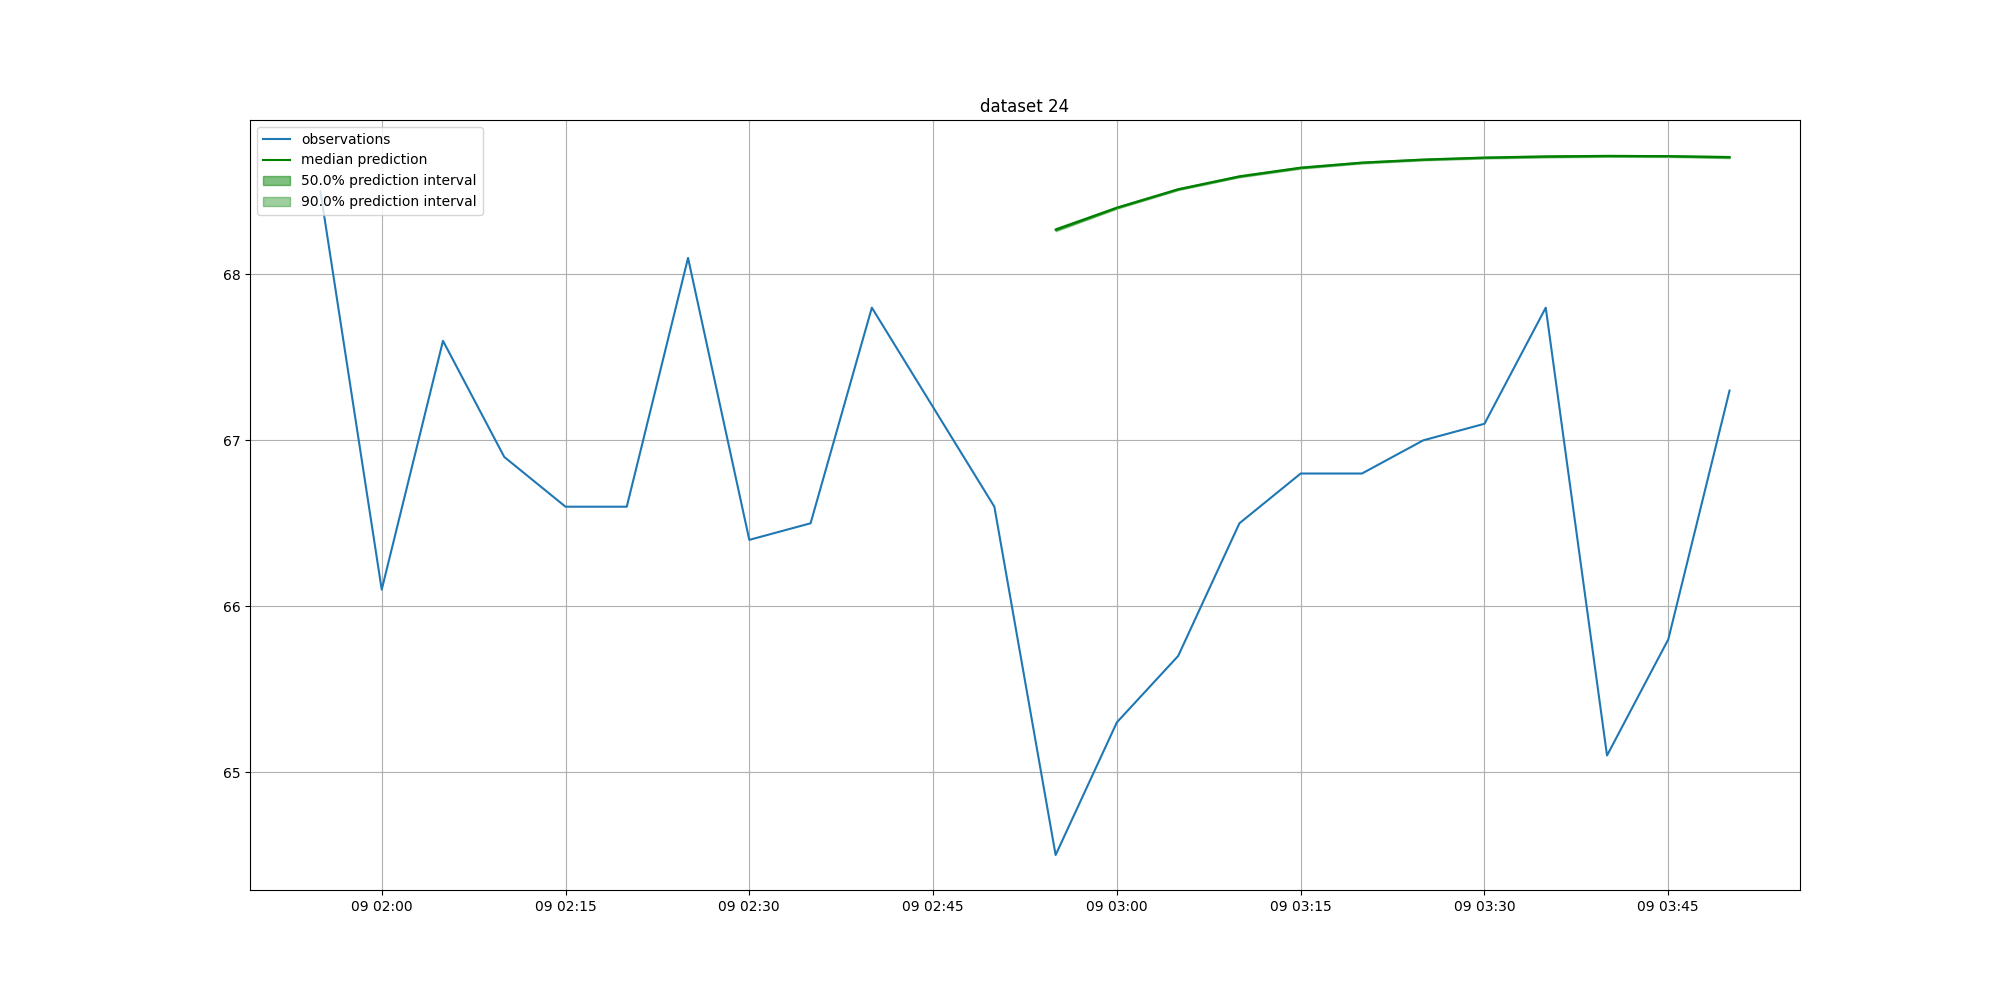 dataset 24
observations
median prediction
50.0% prediction interval
90.0% prediction interval
68
67
66
65
09 02:00 09 02:15 09 02:30 09 02:45 09 03:00 09 03:15 09 03:30 09 03:45